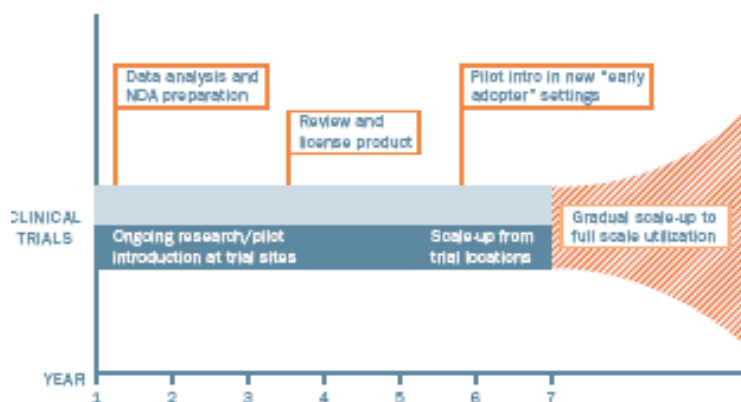 Data analysis and
NDA preparation
Pilot intro in new "early
adopter" settings
Review and
license product
CLINICAL
TRIALS
Ongoing research/pilot
introduction at trial sites
Scale-up from
trial locations
Gradual scale-up to
full scale utilization
YEAR
1 2 3 4 5 6 7